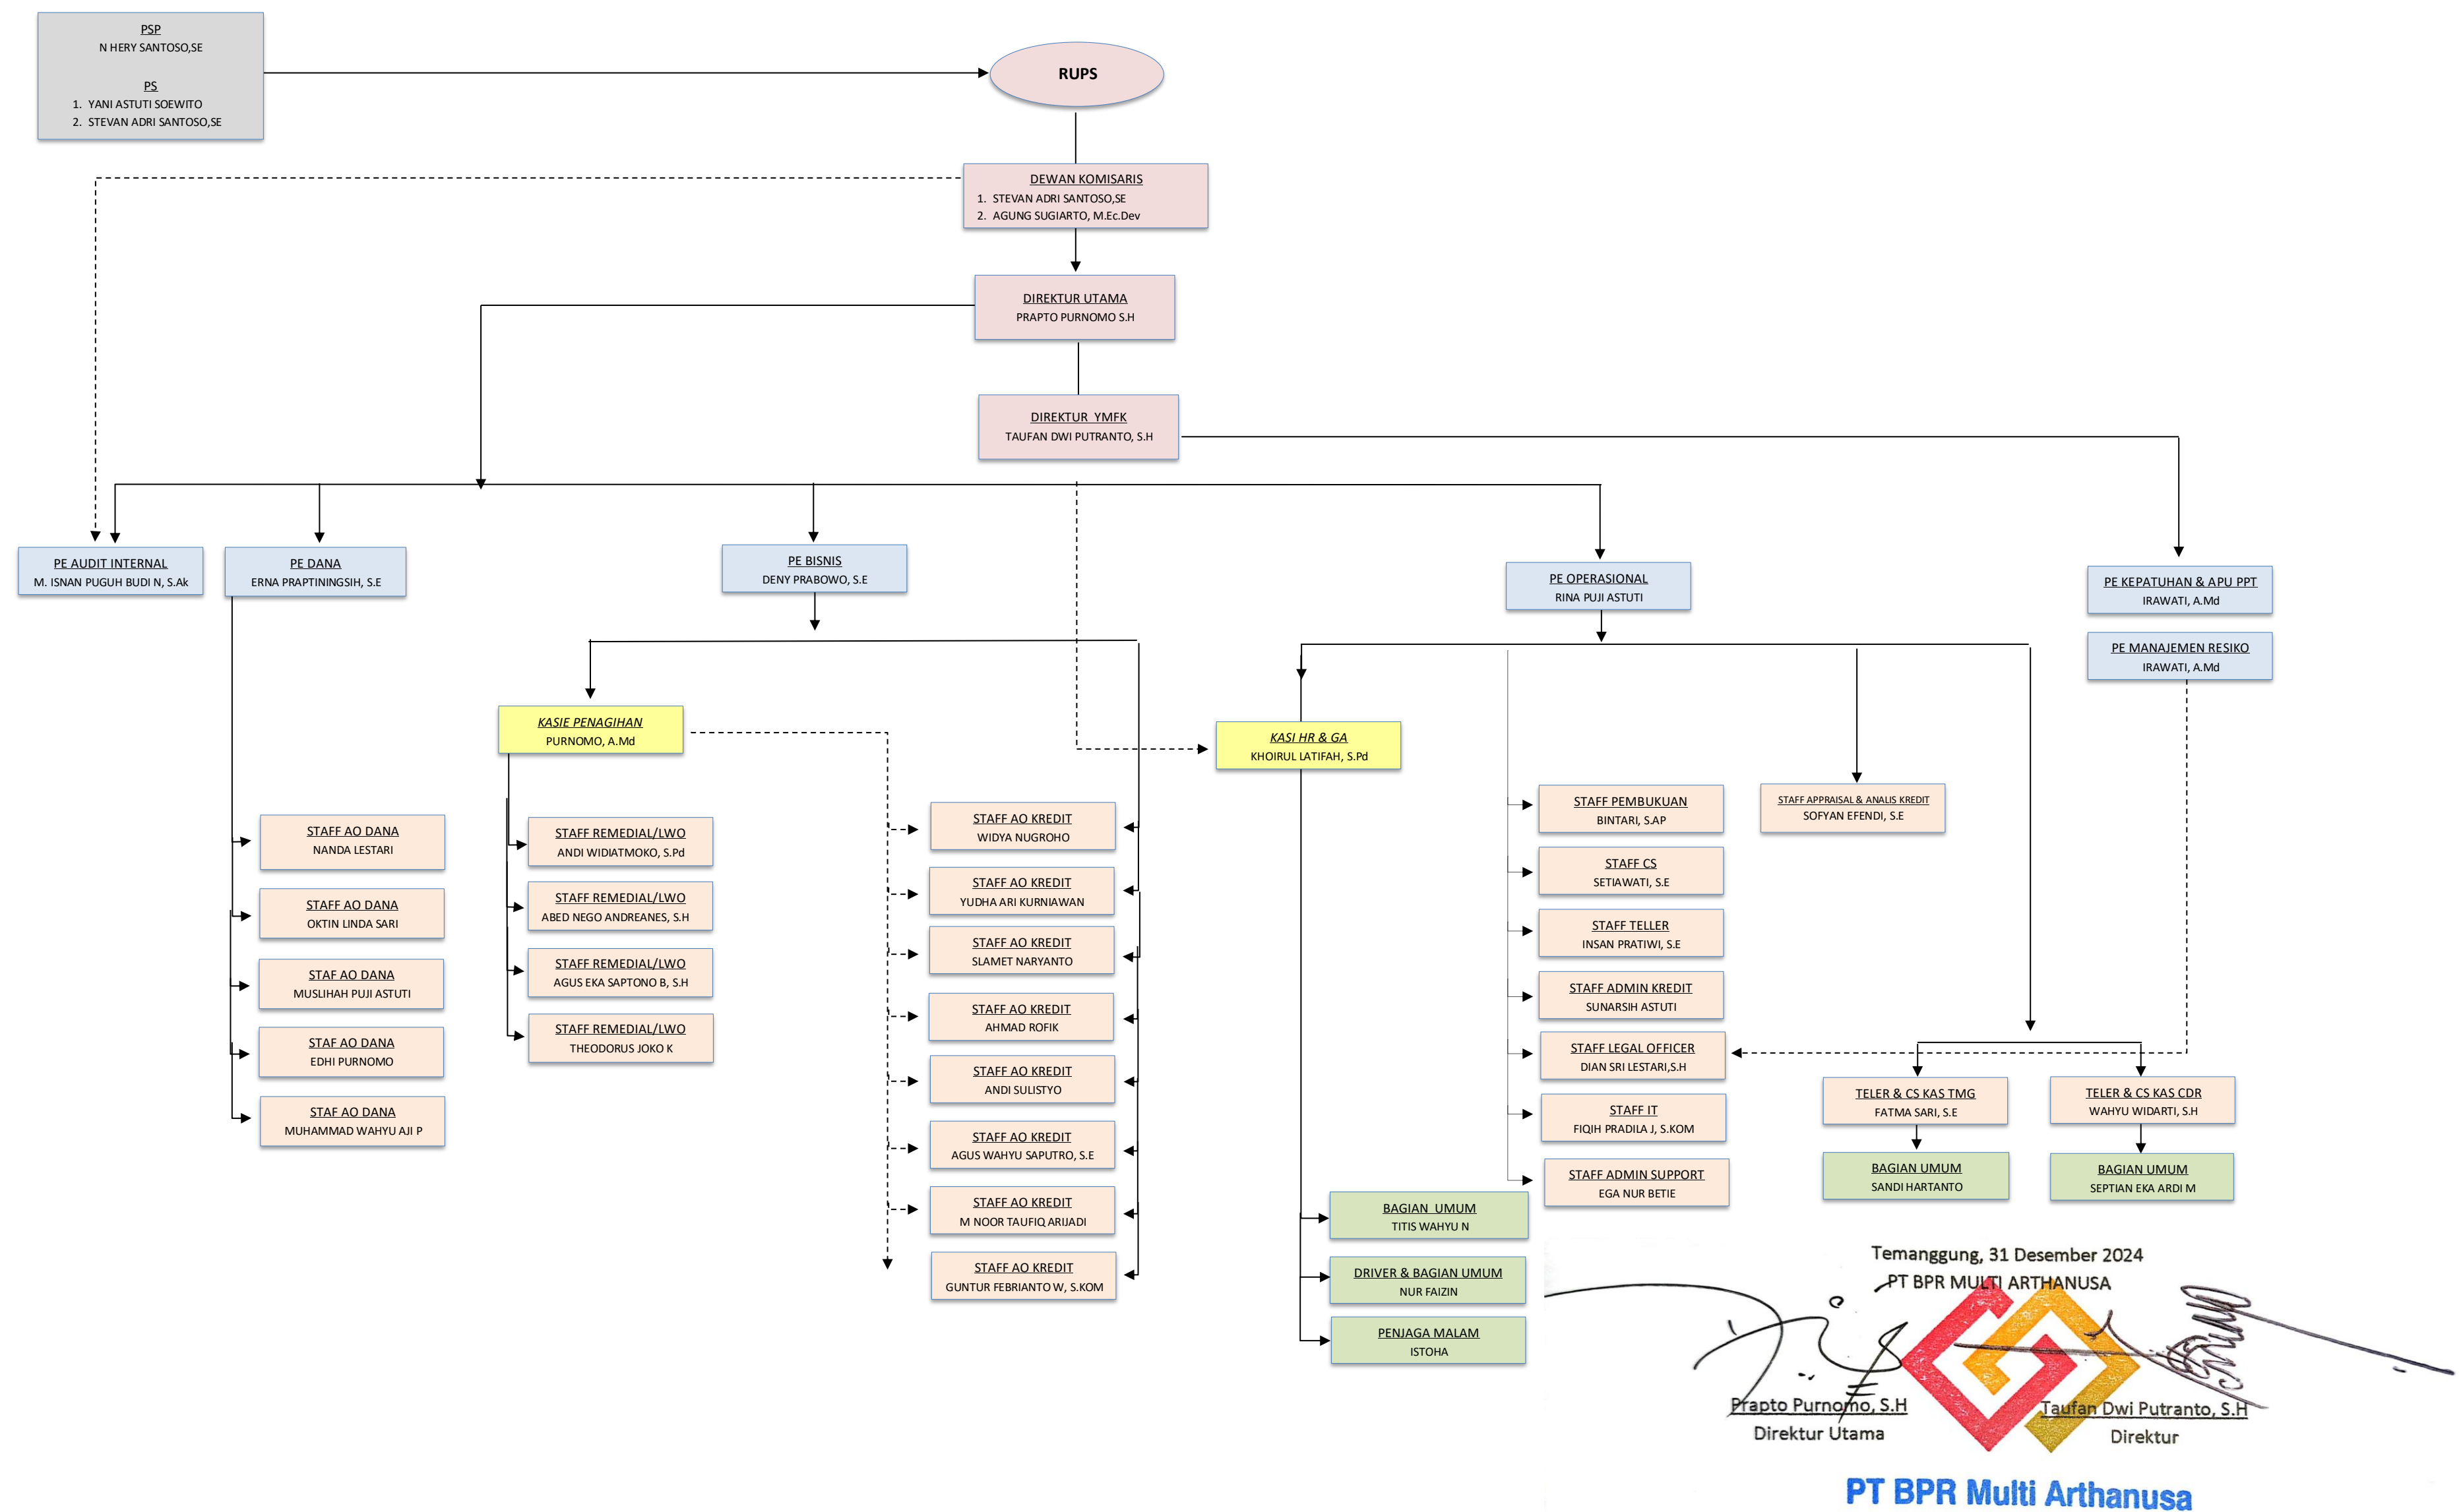 PSP
N HERY SANTOSO,SE
PS
1. YANI ASTUTI SOEWITO
2. STEVAN ADRI SANTOSO,SE
RUPS
DEWAN KOMISARIS
1. STEVAN ADRI SANTOSO,SE
2. AGUNG SUGIARTO, M.Ec.Dev
DIREKTUR UTAMA
PRAPTO PURNOMO S.H
DIREKTUR YMFK
TAUFAN DWI PUTRANTO, S.H
PE AUDIT INTERNAL
M. ISNAN PUGUH BUDI N, S.Ak
PE DANA
ERNA PRAPTININGSIH, S.E
PE BISNIS
DENY PRABOWO, S.E
PE OPERASIONAL
RINA PUJI ASTUTI
PE KEPATUHAN & APU PPT
IRAWATI, A.Md
PE MANAJEMEN RESIKO
IRAWATI, A.Md
KASIE PENAGIHAN
PURNOMO, A.Md
KASI HR & GA
KHOIRUL LATIFAH, S.Pd
STAFF AO DANA
NANDA LESTARI
STAFF AO DANA
OKTIN LINDA SARI
STAF AO DANA
MUSLIHAH PUJI ASTUTI
STAF AO DANA
EDHI PURNOMO
STAF AO DANA
MUHAMMAD WAHYU AJI P
STAFF REMEDIAL/LWO
ANDI WIDIATMOKO, S.Pd
STAFF REMEDIAL/LWO
ABED NEGO ANDREANES, S.H
STAFF REMEDIAL/LWO
AGUS EKA SAPTONO B, S.H
STAFF REMEDIAL/LWO
THEODORUS JOKO K
STAFF AO KREDIT
WIDYA NUGROHO
STAFF AO KREDIT
YUDHA ARI KURNIAWAN
STAFF AO KREDIT
SLAMET NARYANTO
STAFF AO KREDIT
AHMAD ROFIK
STAFF AO KREDIT
ANDI SULISTYO
STAFF AO KREDIT
AGUS WAHYU SAPUTRO, S.E
STAFF AO KREDIT
M NOOR TAUFIQ ARIJADI
STAFF AO KREDIT
GUNTUR FEBRIANTO W, S.KOM
STAFF PEMBUKUAN
BINTARI, S.AP
STAFF CS
SETIAWATI, S.E
STAFF TELLER
INSAN PRATIWI, S.E
STAFF ADMIN KREDIT
SUNARSIH ASTUTI
STAFF LEGAL OFFICER
DIAN SRI LESTARI,S.H
STAFF IT
FIQIH PRADILA J, S.KOM
STAFF ADMIN SUPPORT
EGA NUR BETIE
STAFF APPRAISAL & ANALIS KREDIT
SOFYAN EFENDI, S.E
TELER & CS KAS TMG
FATMA SARI, S.E
TELER & CS KAS CDR
WAHYU WIDARTI, S.H
BAGIAN UMUM
SANDI HARTANTO
BAGIAN UMUM
SEPTIAN EKA ARDI M
BAGIAN UMUM
TITIS WAHYU N
DRIVER & BAGIAN UMUM
NUR FAIZIN
PENJAGA MALAM
ISTOHA
Temanggung, 31 Desember 2024
PT BPR MULTI ARTHANUSA
Prapto Purnomo, S.H
Direktur Utama
Taufan Dwi Putranto, S.H
Direktur
PT BPR Multi Arthanusa